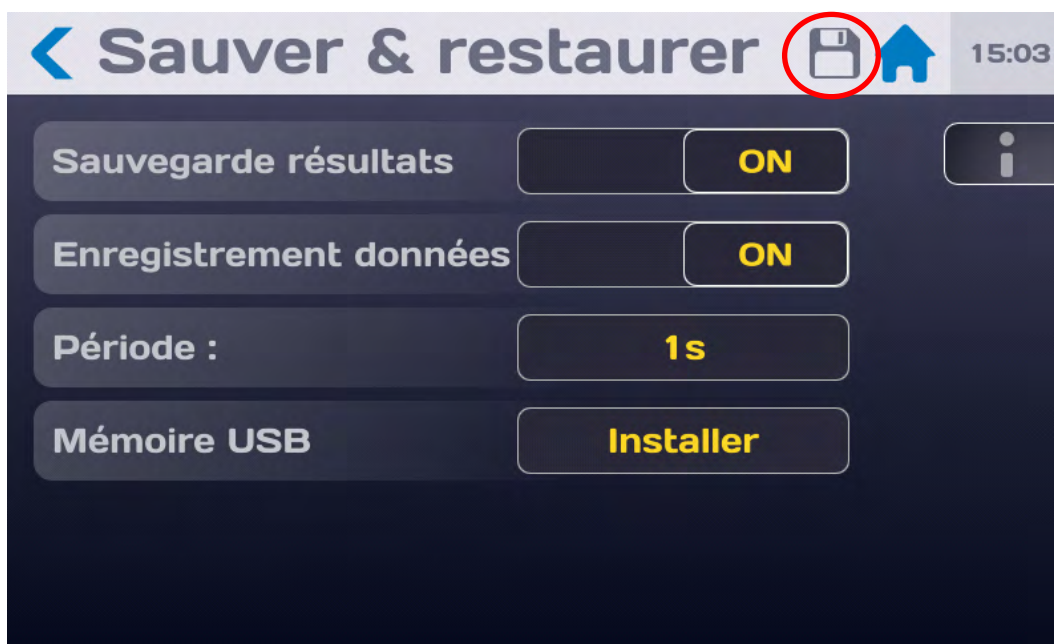 Sauver & restaurer 15:03
Sauvegarde résultats ON
Enregistrement données ON
Période : 1s
Mémoire USB Installer